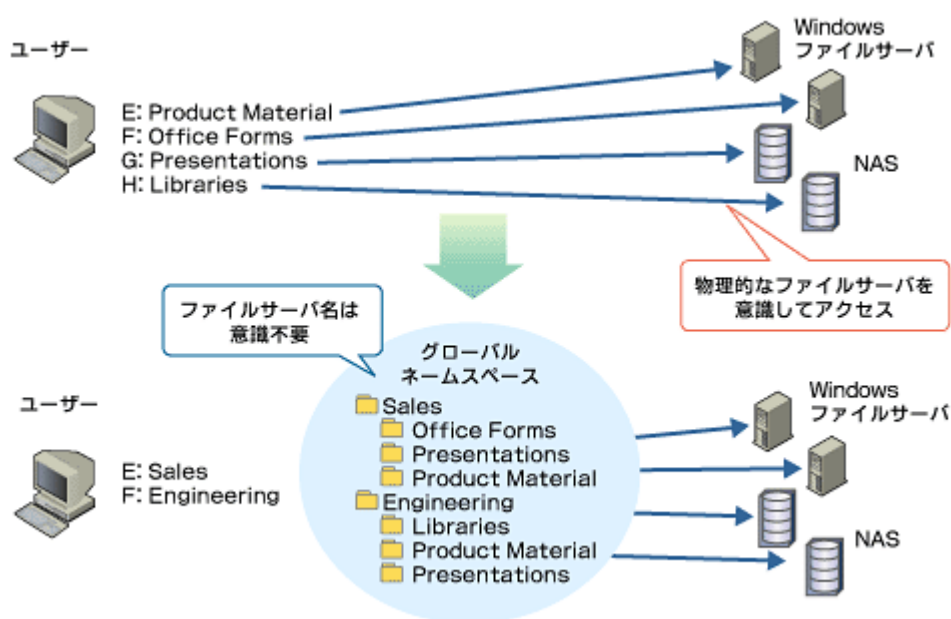 ユーザー
Windows
ファイルサーバ
E: Product Material
F: Office Forms
G: Presentations
H: Libraries
NAS
物理的なファイルサーバを
意識してアクセス
ファイルサーバ名は
意識不要
グローバル
ネームスペース
ユーザー
E: Sales
F: Engineering
Sales
Office Forms
Presentations
Product Material
Engineering
Libraries
Product Material
Presentations
Windows
ファイルサーバ
NAS